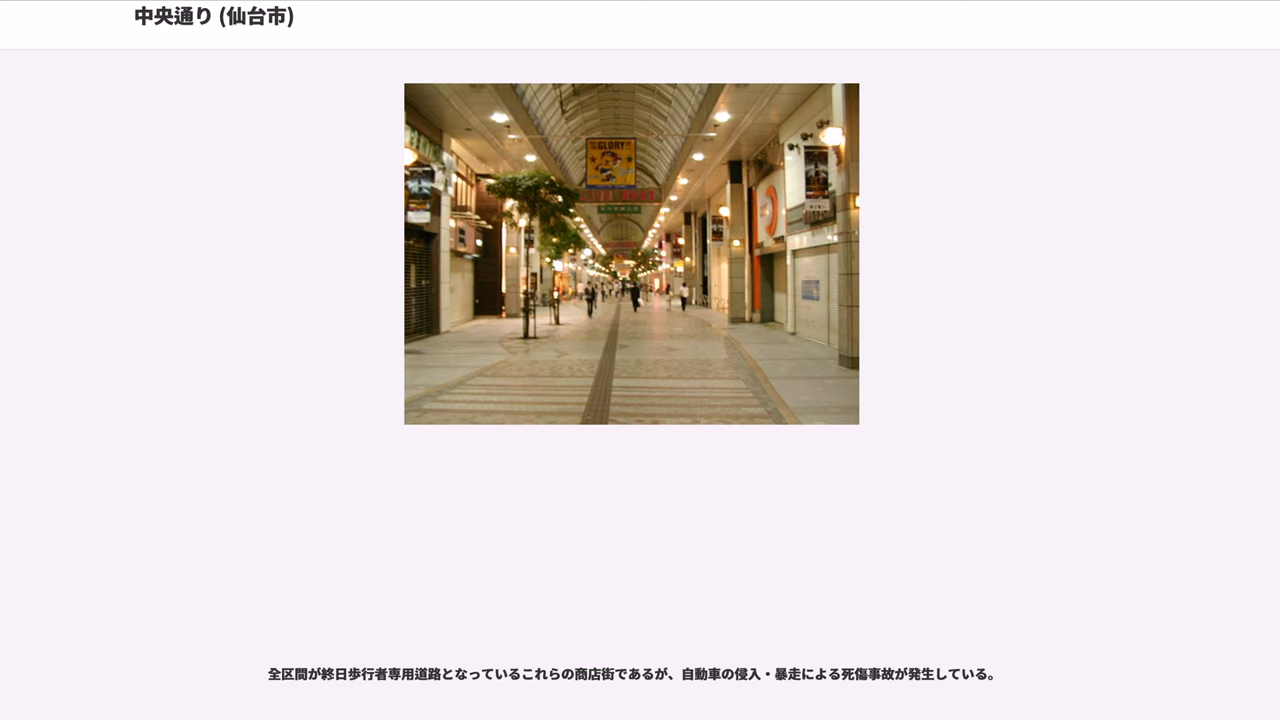 中央通り (仙台市)
GLORY
全区間が終日歩行者専用道路となっているこれらの商店街であるが、自動車の侵入・暴走による死傷事故が発生している。